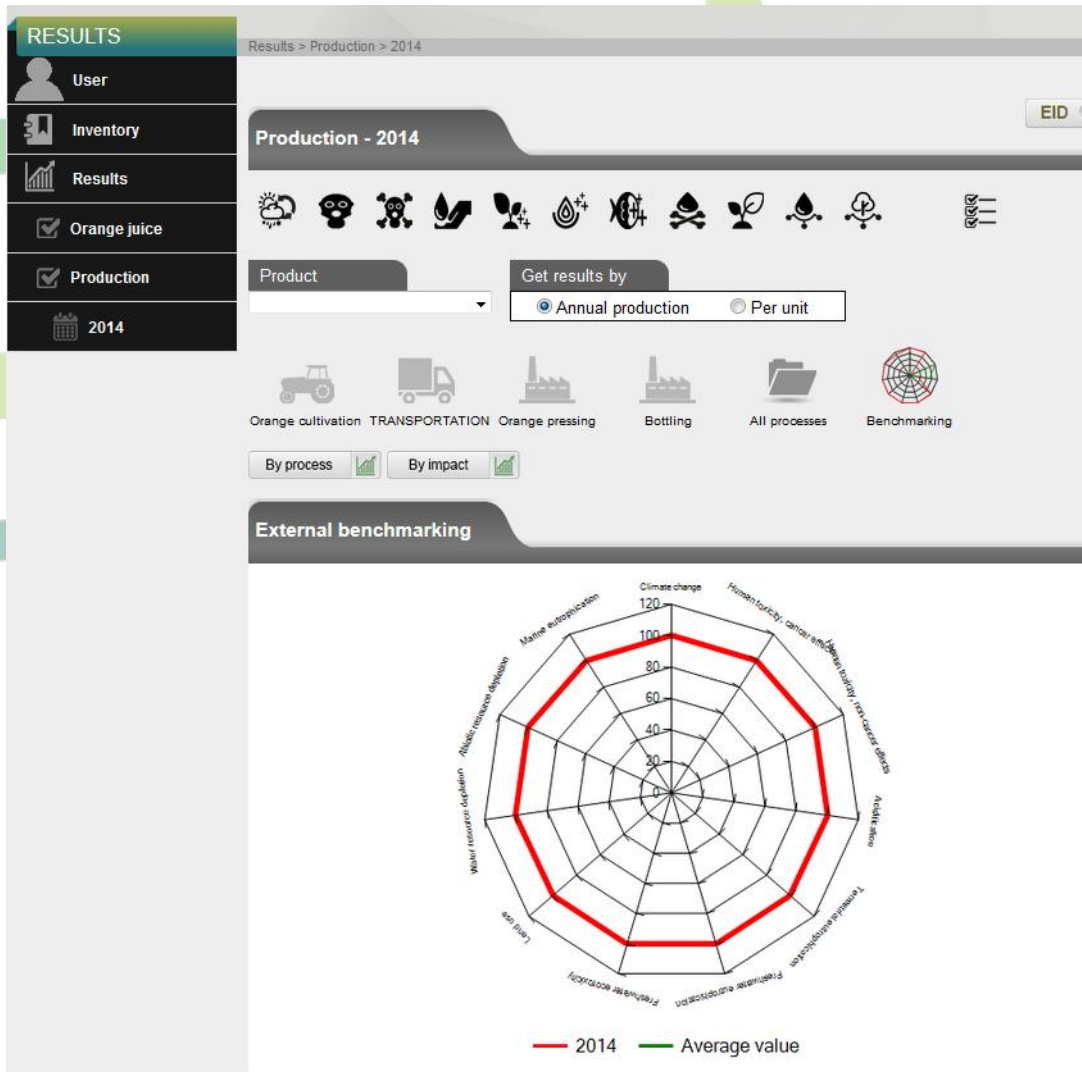 RESULTS
Results > Production > 2014
User
EID
Inventory
Production - 2014
Results
Orange juice
Production
Product
Get results by
Annual production
Per unit
2014
Orange cultivation
TRANSPORTATION
Orange pressing
Bottling
All processes
Benchmarking
By process
By impact
External benchmarking
Climate change
Human toxicity, cancer effects
Human toxicity, non-cancer effects
Acidification
Terrestrial eutrophication
Freshwater eutrophication
Freshwater ecotoxicity
Land use
Water resource depletion
Abiotic resource depletion
Marine eutrophication
120
100
80
60
40
20
0
2014
Average value